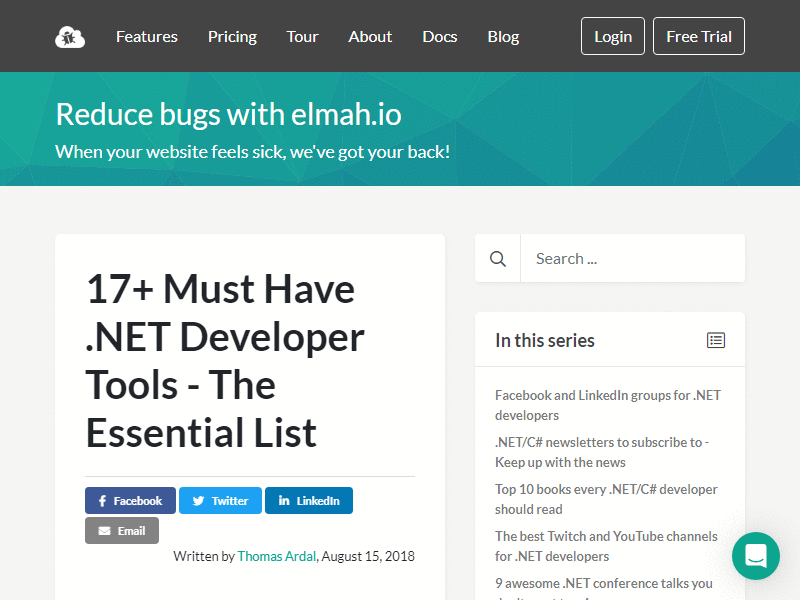 Features Pricing Tour About Docs Blog Login Free Trial
Reduce bugs with elmah.io
When your website feels sick, we've got your back!
17+ Must Have
.NET Developer
Tools - The
Essential List
Facebook Twitter LinkedIn
Email
Written by Thomas Ardal, August 15, 2018
Search ...
In this series
Facebook and LinkedIn groups for .NET
developers
.NET/C# newsletters to subscribe to -
Keep up with the news
Top 10 books every .NET/C# developer
should read
The best Twitch and YouTube channels
for .NET developers
9 awesome .NET conference talks you